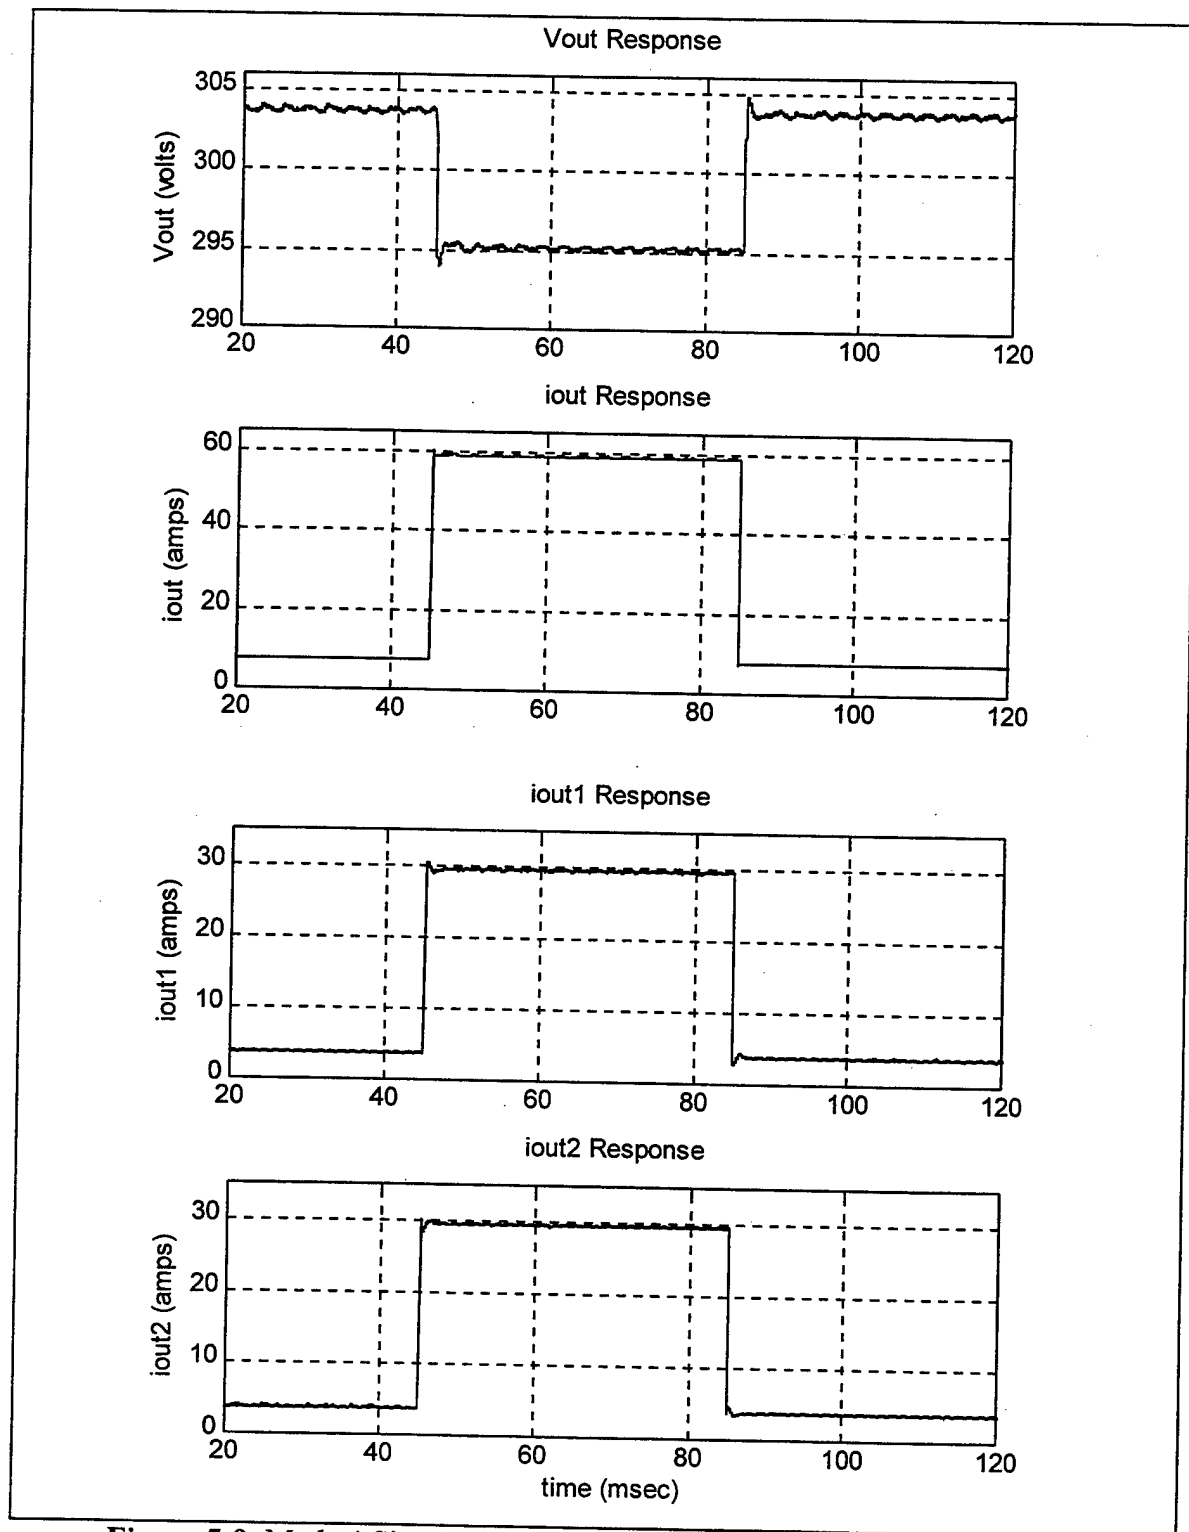 Vout Response
305
300
295
290
Vout (volts)
20 40 60 80 100 120
iout Response
60
40
20
0
iout (amps)
20 40 60 80 100 120
iout1 Response
30
20
10
0
iout1 (amps)
20 40 60 80 100 120
iout2 Response
30
20
10
0
iout2 (amps)
20 40 60 80 100 120
time (msec)